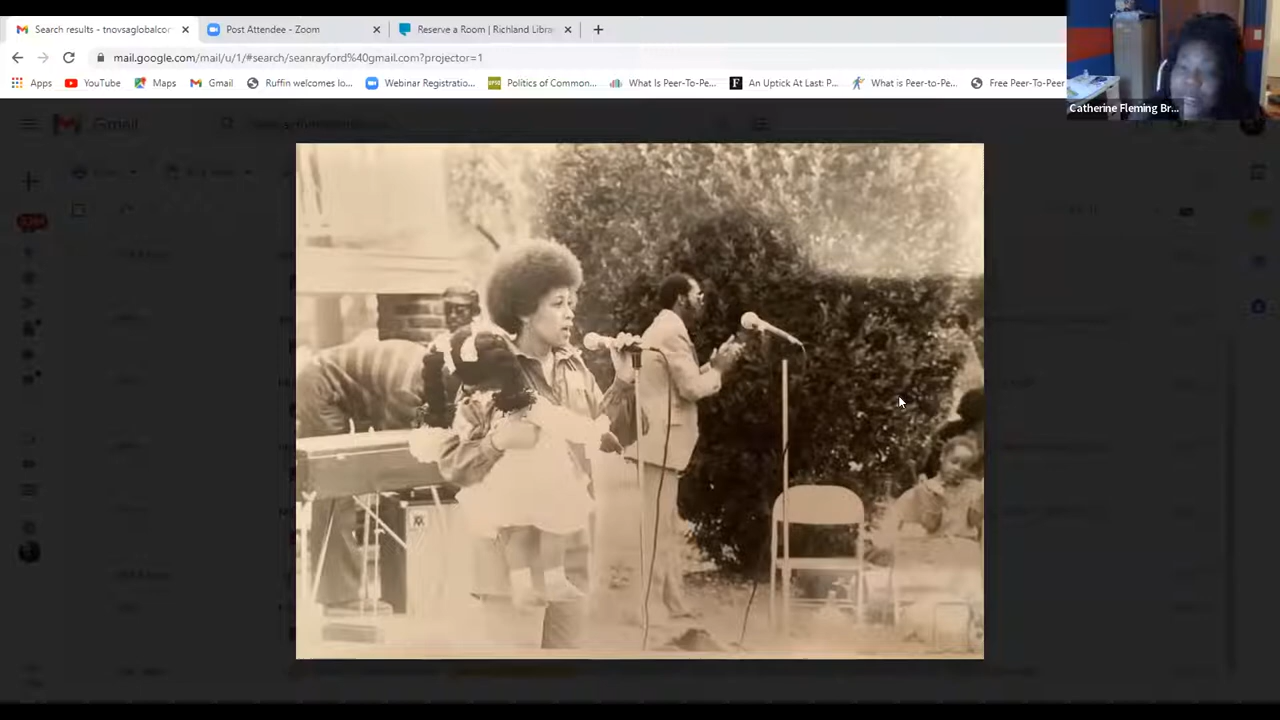 Search results - tnovsaglobalcor
Post Attendee - Zoom
Reserve a Room | Richland Libra
mail.google.com/mail/u/1/#search/seanrayford%40gmail.com?projector=1
Apps
YouTube
Maps
Gmail
Ruffin welcomes lo...
Webinar Registratio...
Politics of Common...
What Is Peer-To-Pe...
An Uptick At Last: P...
What is Peer-to-Pe...
Free Peer-To-Peer
Catherine Fleming Br...
Gmail